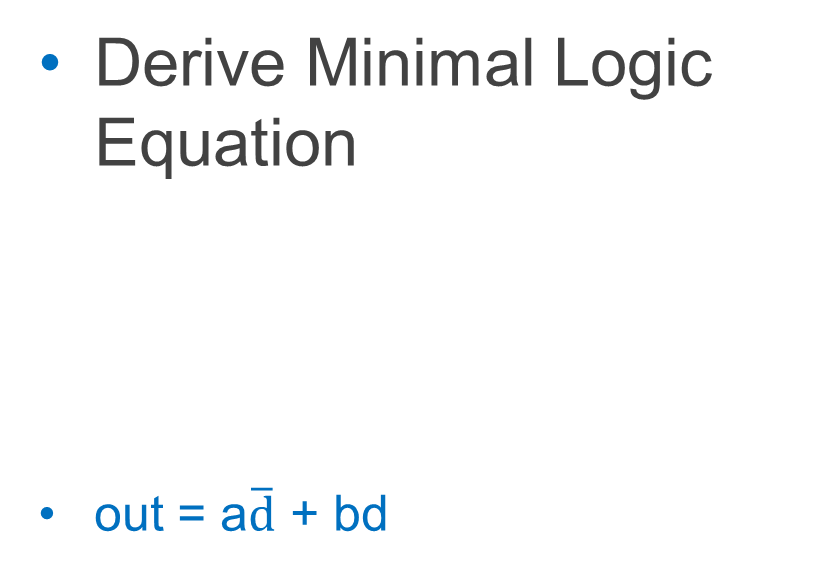 • Derive Minimal Logic
Equation
• out = ad̅ + bd